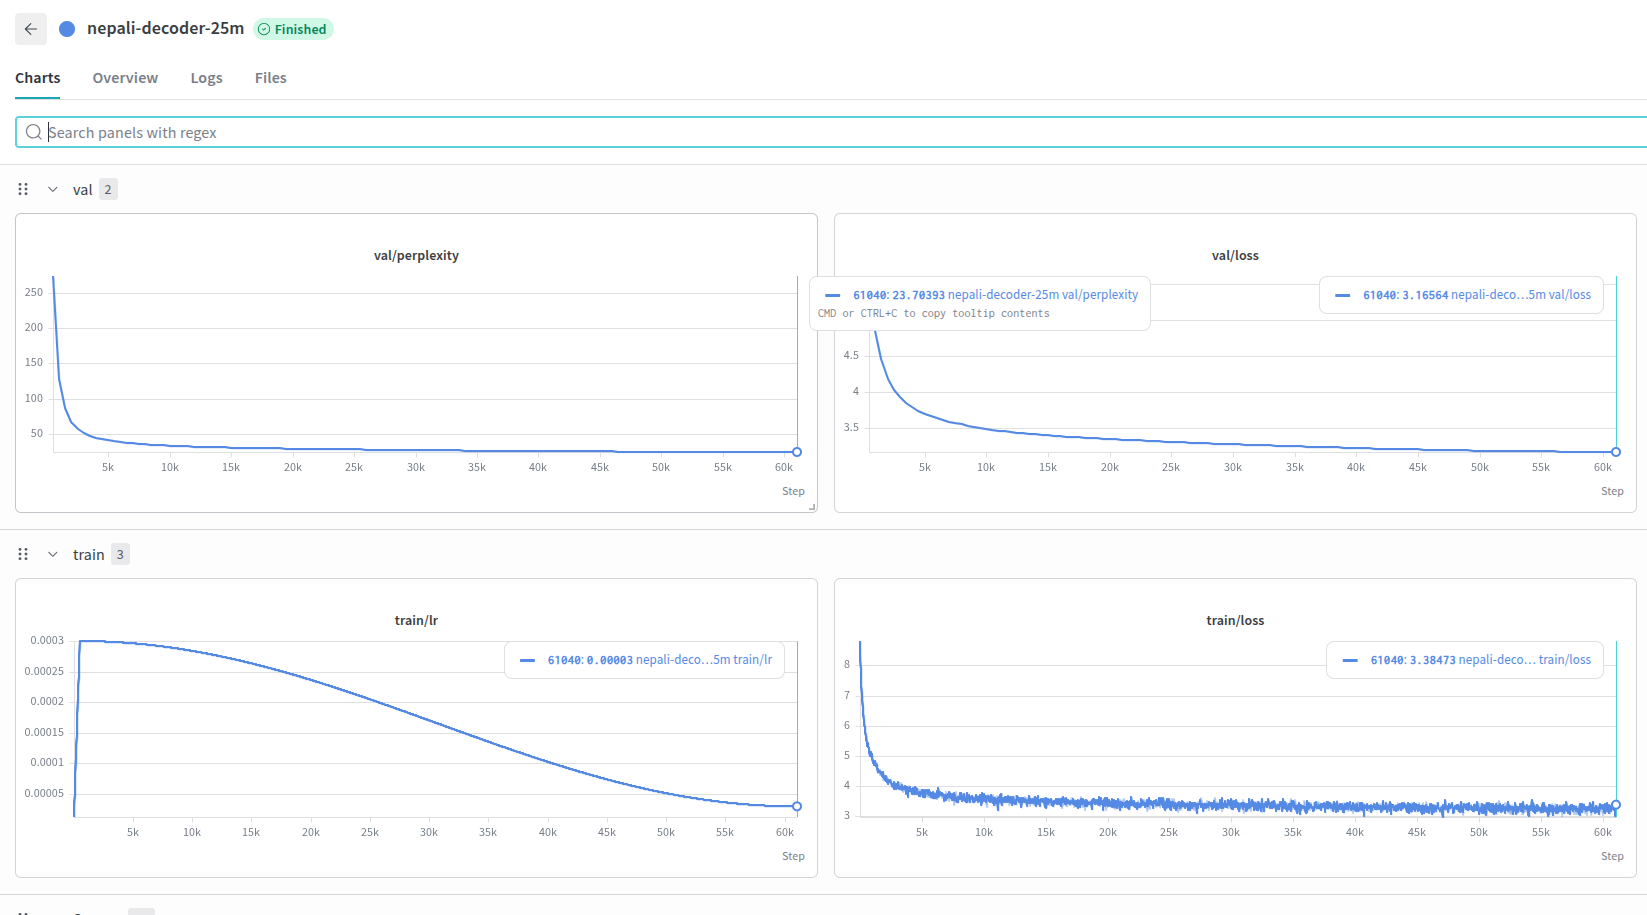 nepali-decoder-25m Finished
Charts Overview Logs Files
Search panels with regex
val 2
val/perplexity
250
200
150
100
50
5k 10k 15k 20k 25k 30k 35k 40k 45k 50k 55k 60k
Step
61040: 23.70393 nepali-decoder-25m val/perplexity
CMD or CTRL+C to copy tooltip contents
val/loss
61040: 3.16564 nepali-deco...5m val/loss
4.5
4
3.5
5k 10k 15k 20k 25k 30k 35k 40k 45k 50k 55k 60k
Step
train 3
train/lr
61040: 0.00003 nepali-deco...5m train/lr
0.0003
0.00025
0.0002
0.00015
0.0001
0.00005
5k 10k 15k 20k 25k 30k 35k 40k 45k 50k 55k 60k
Step
train/loss
61040: 3.38473 nepali-deco... train/loss
8
7
6
5
4
3
5k 10k 15k 20k 25k 30k 35k 40k 45k 50k 55k 60k
Step